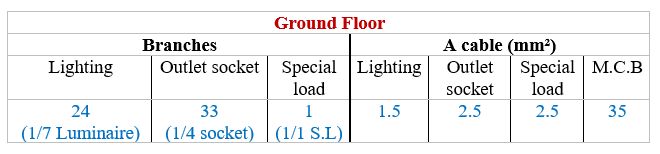 Ground Floor
Branches A cable (mm²)
Lighting Outlet socket Special load Lighting Outlet socket Special load M.C.B
24 (1/7 Luminaire) 33 (1/4 socket) 1 (1/1 S.L) 1.5 2.5 2.5 35